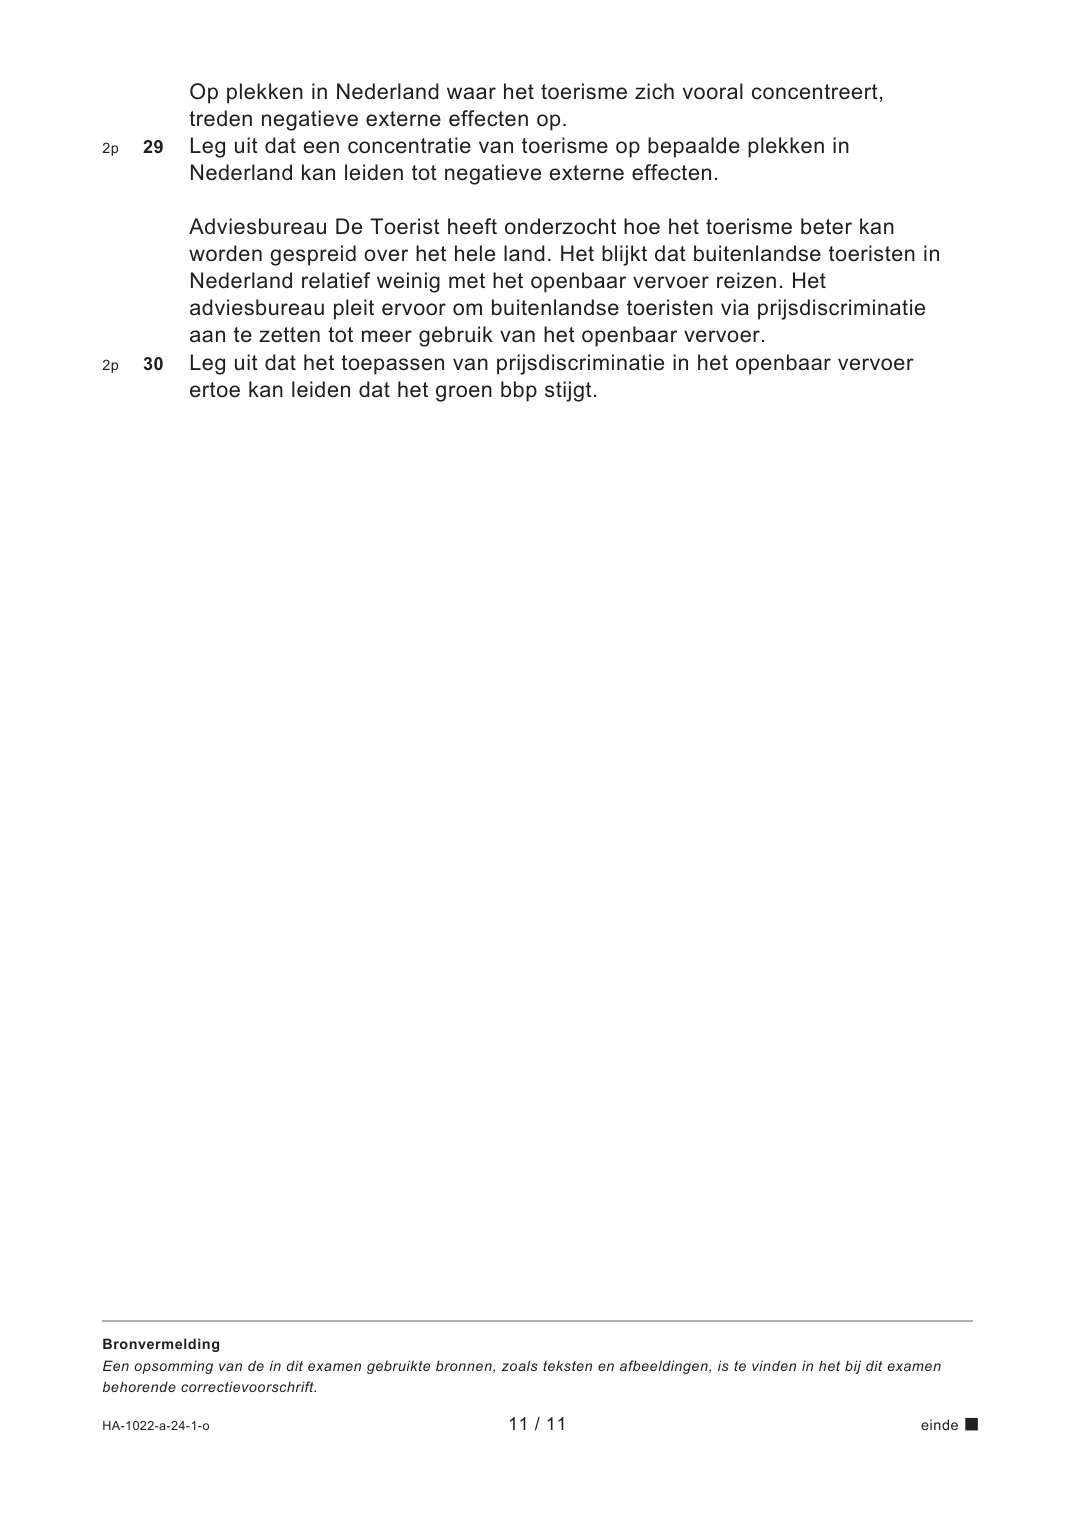 Op plekken in Nederland waar het toerisme zich vooral concentreert,
treden negatieve externe effecten op.
2p 29 Leg uit dat een concentratie van toerisme op bepaalde plekken in
Nederland kan leiden tot negatieve externe effecten.
Adviesbureau De Toerist heeft onderzocht hoe het toerisme beter kan
worden gespreid over het hele land. Het blijkt dat buitenlandse toeristen in
Nederland relatief weinig met het openbaar vervoer reizen. Het
adviesbureau pleit ervoor om buitenlandse toeristen via prijsdiscriminatie
aan te zetten tot meer gebruik van het openbaar vervoer.
2p 30 Leg uit dat het toepassen van prijsdiscriminatie in het openbaar vervoer
ertoe kan leiden dat het groen bbp stijgt.
Bronvermelding
Een opsomming van de in dit examen gebruikte bronnen, zoals teksten en afbeeldingen, is te vinden in het bij dit examen
behorende correctievoorschrift.
HA-1022-a-24-1-o 11 / 11 einde ■